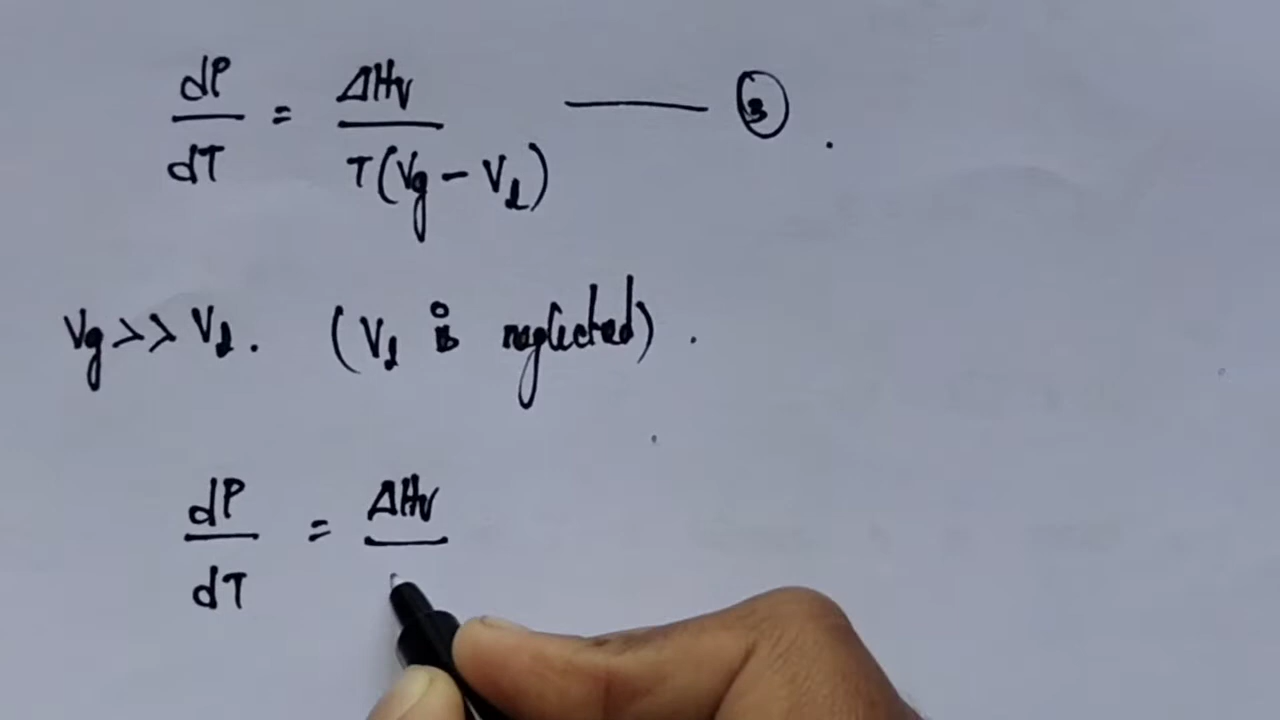 dP/dT = ΔHv/T(Vg - Vl) ——— ③.
Vg >> Vl. (Vl is neglected).
dP/dT = ΔHv/